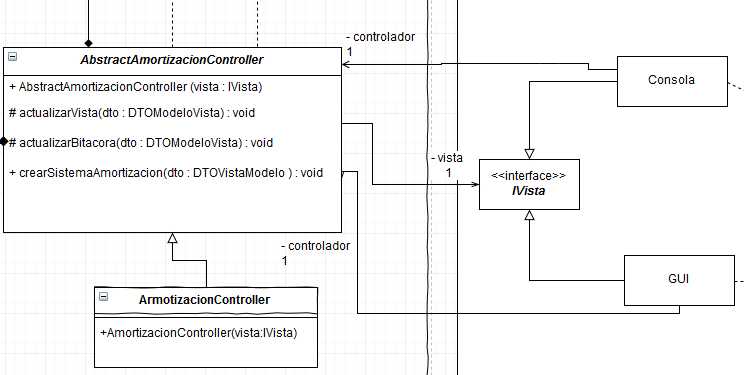 - controlador
1
AbstractAmortizacionController
+ AbstractAmortizacionController (vista : IVista)
# actualizarVista(dto : DTOModeloVista) : void
# actualizarBitacora(dto : DTOModeloVista) : void
+ crearSistemaAmortizacion(dto : DTOVistaModelo ) : void
Consola
- vista
1
<<interface>>
IVista
- controlador
1
GUI
ArmotizacionController
+AmortizacionController(vista:IVista)